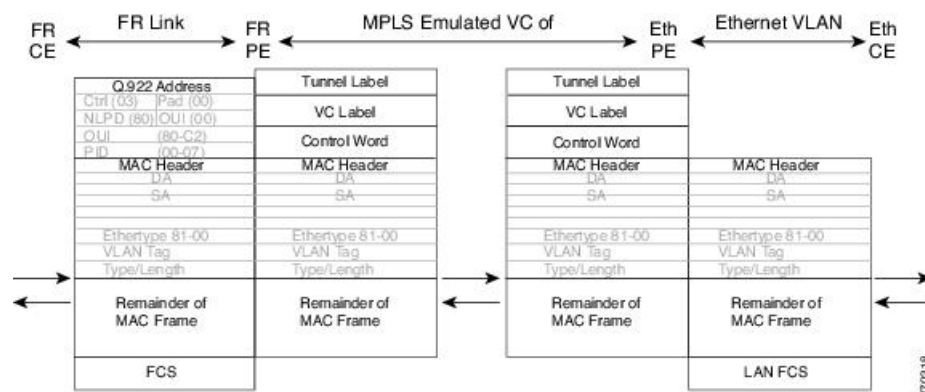 FR CE
FR Link
FR PE
MPLS Emulated VC of
Eth PE
Ethernet VLAN
Eth CE
Q.922 Address
Ctrl (03) Pad (00)
NLPD (80) OUI (00)
OUI (80-C2)
PID (00-07)
MAC Header
DA
SA
Ethertype 81-00
VLAN Tag
Type/Length
Remainder of
MAC Frame
FCS
Tunnel Label
VC Label
Control Word
MAC Header
DA
SA
Ethertype 81-00
VLAN Tag
Type/Length
Remainder of
MAC Frame
Tunnel Label
VC Label
Control Word
MAC Header
DA
SA
Ethertype 81-00
VLAN Tag
Type/Length
Remainder of
MAC Frame
MAC Header
DA
SA
Ethertype 81-00
VLAN Tag
Type/Length
Remainder of
MAC Frame
LAN FCS